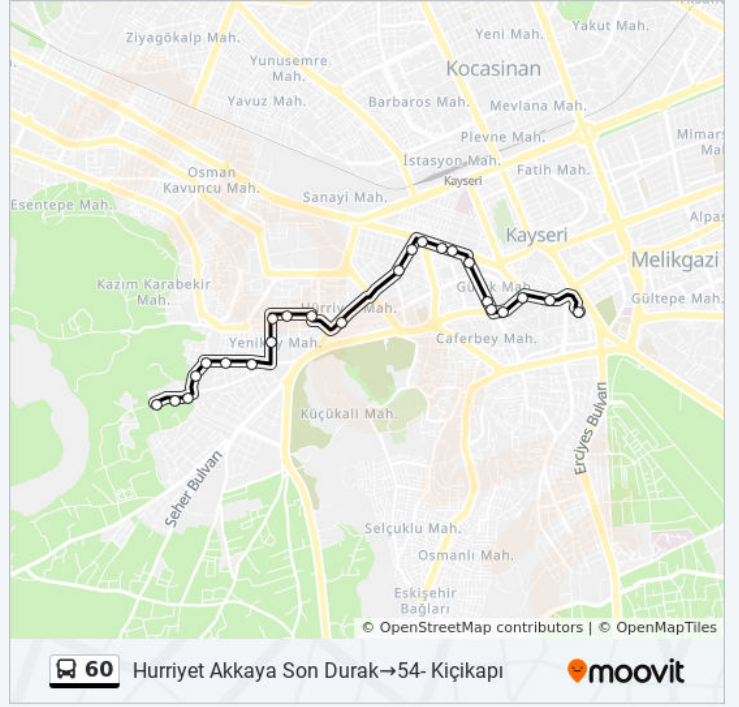 Ziyagökalp Mah.
Yeni Mah.
Yakut Mah.
Yunusemre
Mah.
Kocasinan
Yavuz Mah.
Barbaros Mah.
Mevlana Mah.
Plevne Mah.
Mimars
Mal
İstasyon Mah.
Fatih Mah.
Osman
Kavuncu Mah.
Kayseri
Sanayi Mah.
Esentepe Mah.
Alpas
Kayseri
Melikgazi
Kazım Karabekir
Mah.
Mah.
Gültepe Mah.
Hürriyet Mah.
Yeniköy Mah.
Caferbey Mah.
Küçükali Mah.
Erciyes Bulvarı
Seher Bulvarı
Selçuklu Mah.
Osmanlı Mah.
Eskişehir
Bağları
© OpenStreetMap contributors | © OpenMapTiles
60 Hurriyet Akkaya Son Durak→54- Kiçikapı
moovit